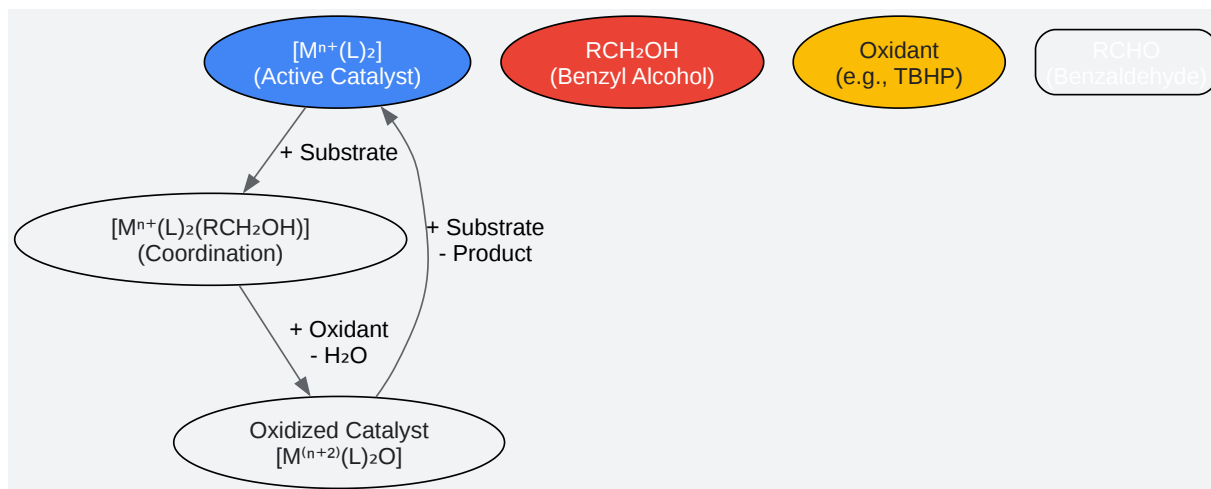 [Mⁿ⁺(L)₂]
(Active Catalyst)
RCH₂OH
(Benzyl Alcohol)
Oxidant
(e.g., TBHP)
RCHO
(Benzaldehyde)
+ Substrate
[Mⁿ⁺(L)₂(RCH₂OH)]
(Coordination)
+ Substrate
- Product
+ Oxidant
- H₂O
Oxidized Catalyst
[M⁽ⁿ⁺²⁾(L)₂O]